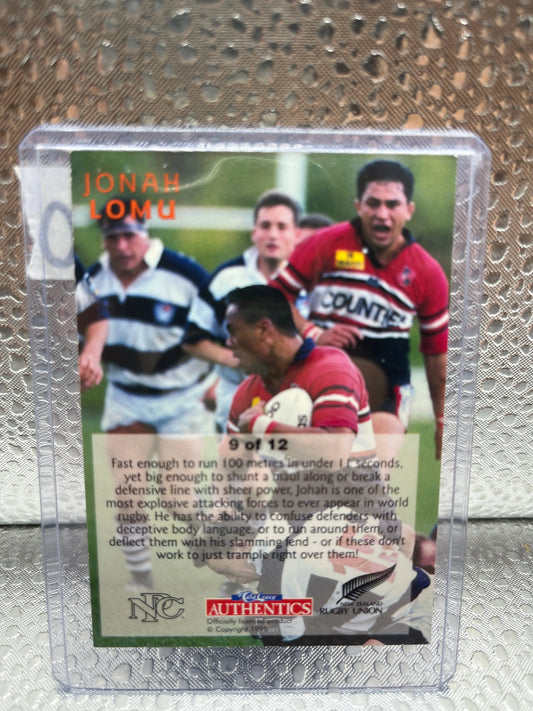 JONAH
LOMU
COUNTIES
9 of 12
Fast enough to run 100 metres in under 11 seconds,
yet big enough to shunt a maul along or break a
defensive line with sheer power, Johah is one of the
most explosive attacking forces to ever appear in world
rugby. He has the ability to confuse defenders with
deceptive body language, or to run around them, or
deflect them with his slamming fend - or if these don't
work to just trample right over them!
NPC
AUTHENTICS
Officially licensed product
© Copyright 1995
NEW ZEALAND
RUGBY UNION